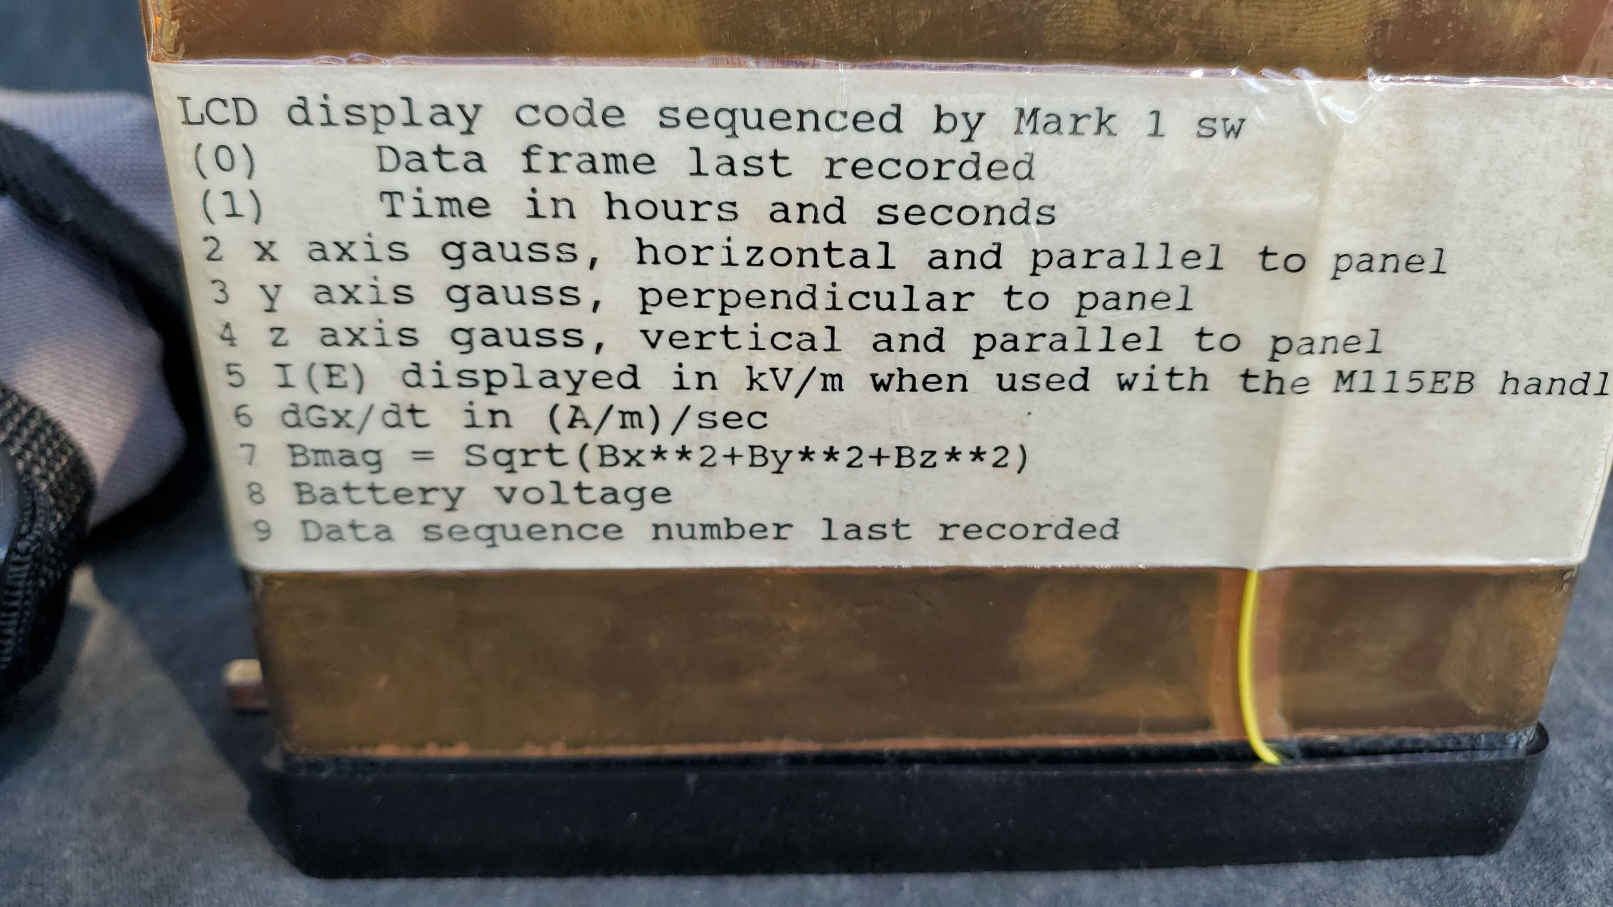 LCD display code sequenced by Mark 1 sw
(0) Data frame last recorded
(1) Time in hours and seconds
2 x axis gauss, horizontal and parallel to panel
3 y axis gauss, perpendicular to panel
4 z axis gauss, vertical and parallel to panel
5 I(E) displayed in kV/m when used with the M115EB handl
6 dGx/dt in (A/m)/sec
7 Bmag = Sqrt(Bx**2+By**2+Bz**2)
8 Battery voltage
9 Data sequence number last recorded